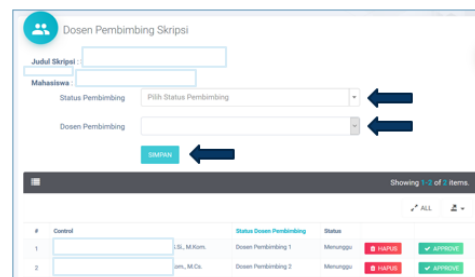 Dosen Pembimbing Skripsi
Judul Skripsi :
Mahasiswa :
Status Pembimbing Pilih Status Pembimbing
Dosen Pembimbing
SIMPAN
Showing 1-2 of 2 items.
ALL
# Control Status Dosen Pembimbing Status
1 .Si., M.Kom. Dosen Pembimbing 1 Menunggu HAPUS APPROVE
2 om., M.Cs. Dosen Pembimbing 2 Menunggu HAPUS APPROVE